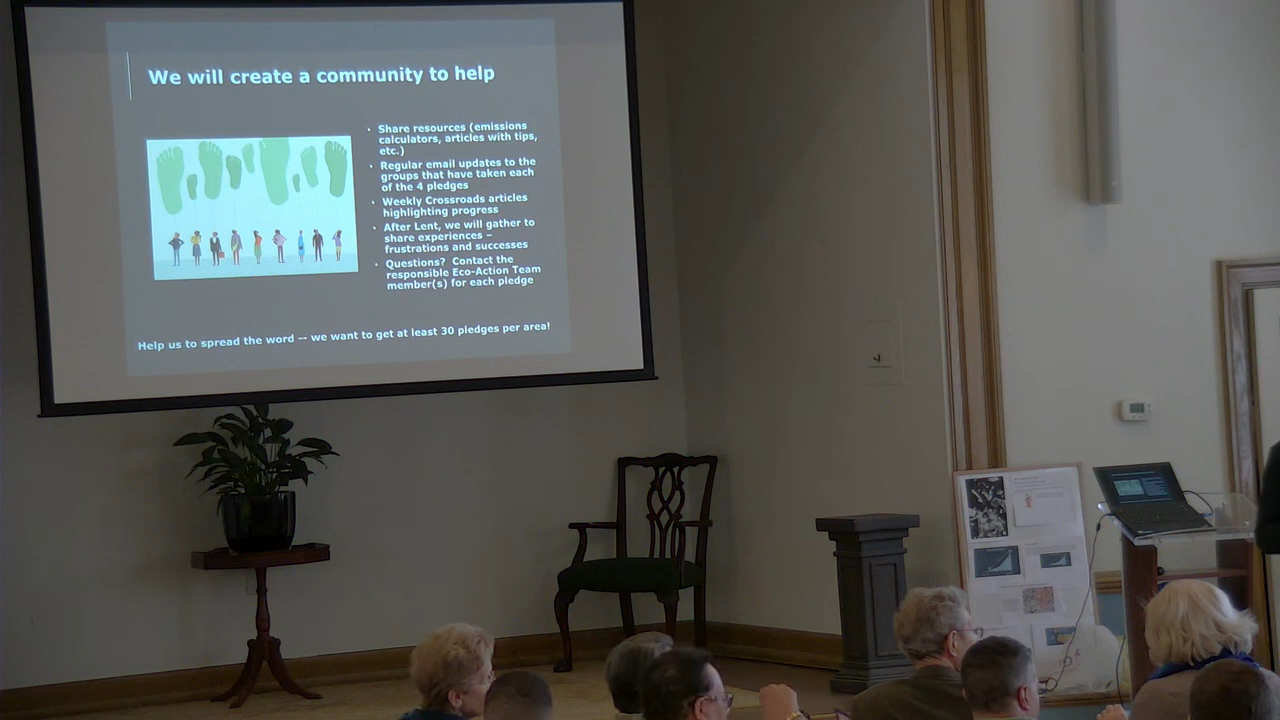 We will create a community to help
• Share resources (emissions
calculators, articles with tips,
etc.)
• Regular email updates to the
groups that have taken each
of the 4 pledges
• Weekly Crossroads articles
highlighting progress
• After Lent, we will gather to
share experiences –
frustrations and successes
• Questions? Contact the
responsible Eco-Action Team
member(s) for each pledge
Help us to spread the word -- we want to get at least 30 pledges per area!